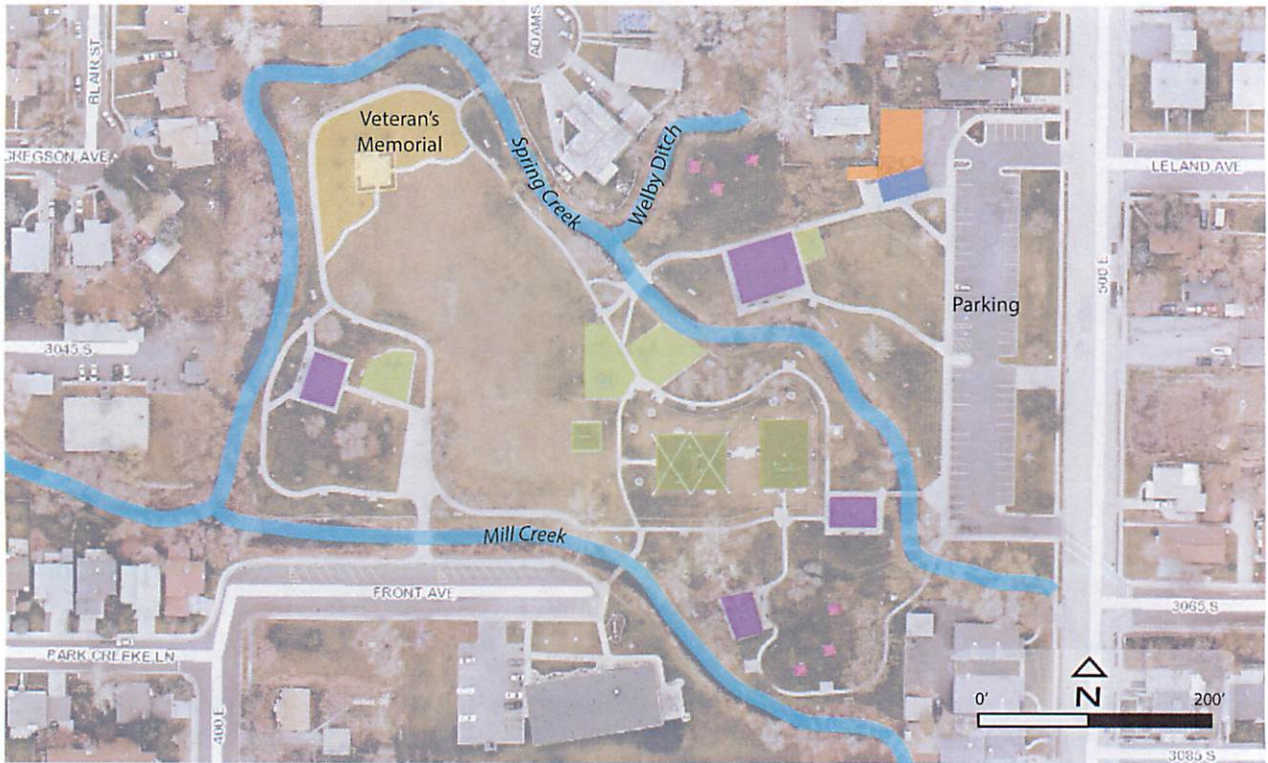 ADAMS
BLAIR ST
Veteran's
Memorial
GREGSON AVE
Spring Creek
Welby Ditch
LELAND AVE
500 E
Parking
3045 S
Mill Creek
FRONT AVE
3065 S
PARK CREEKE LN
400 E
N
0'
200'
3085 S